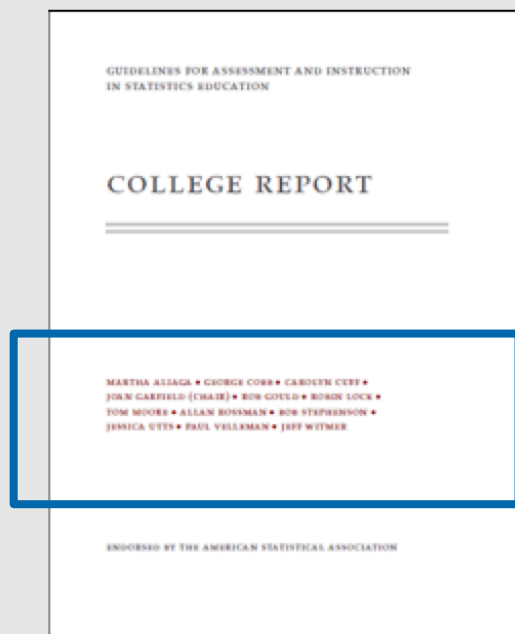 GUIDELINES FOR ASSESSMENT AND INSTRUCTION
IN STATISTICS EDUCATION
COLLEGE REPORT
MARTHA ALIAGA • GEORGE COBB • CAROLYN CUFF •
JOAN GARFIELD (CHAIR) • ROB GOULD • ROBIN LOCK •
TOM MOORE • ALLAN ROSSMAN • BOB STEPHENSON •
JESSICA UTTS • PAUL VELLEMAN • JEFF WITMER
ENDORSED BY THE AMERICAN STATISTICAL ASSOCIATION